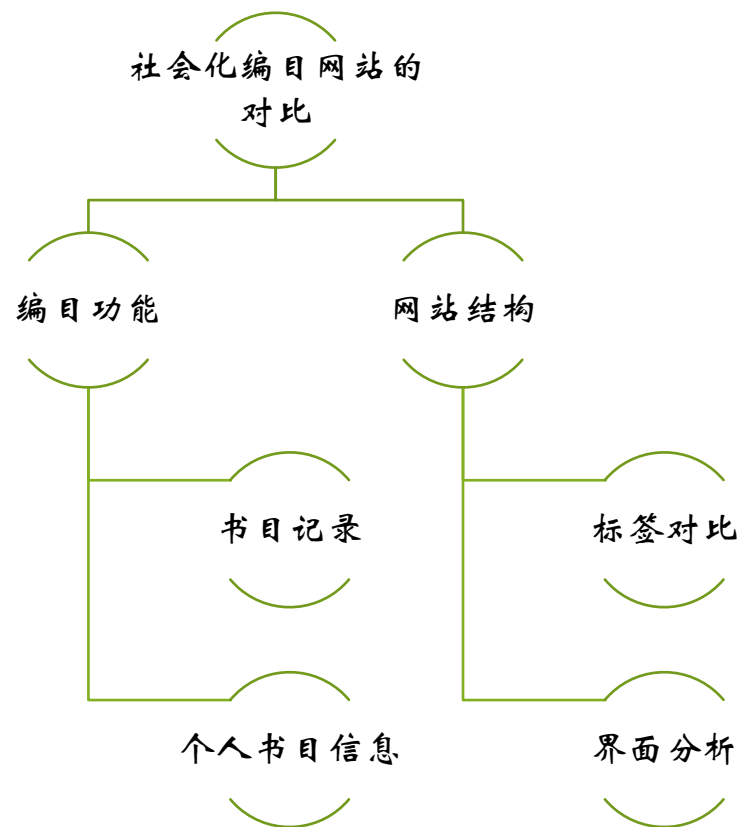 社会化编目网站的
对比
编目功能
网站结构
书目记录
标签对比
个人书目信息
界面分析